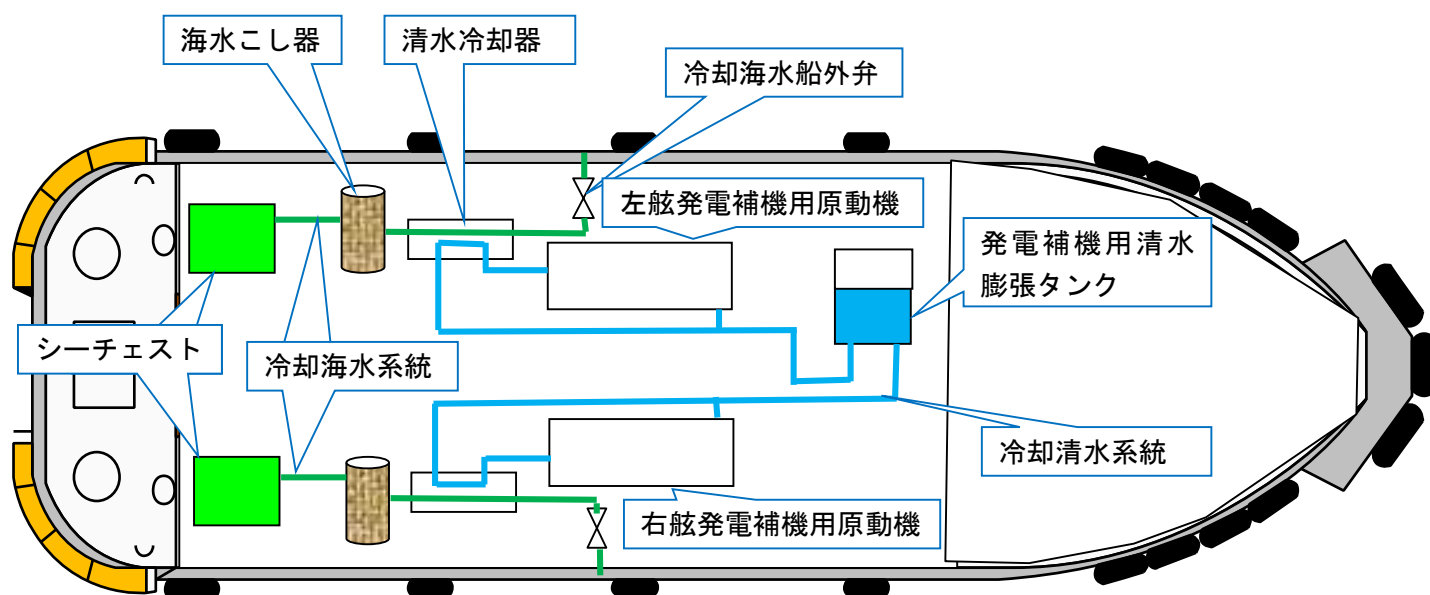 海水こし器
清水冷却器
冷却海水船外弁
左舷発電補機用原動機
発電補機用清水
膨張タンク
シーチェスト
冷却海水系統
冷却清水系統
右舷発電補機用原動機